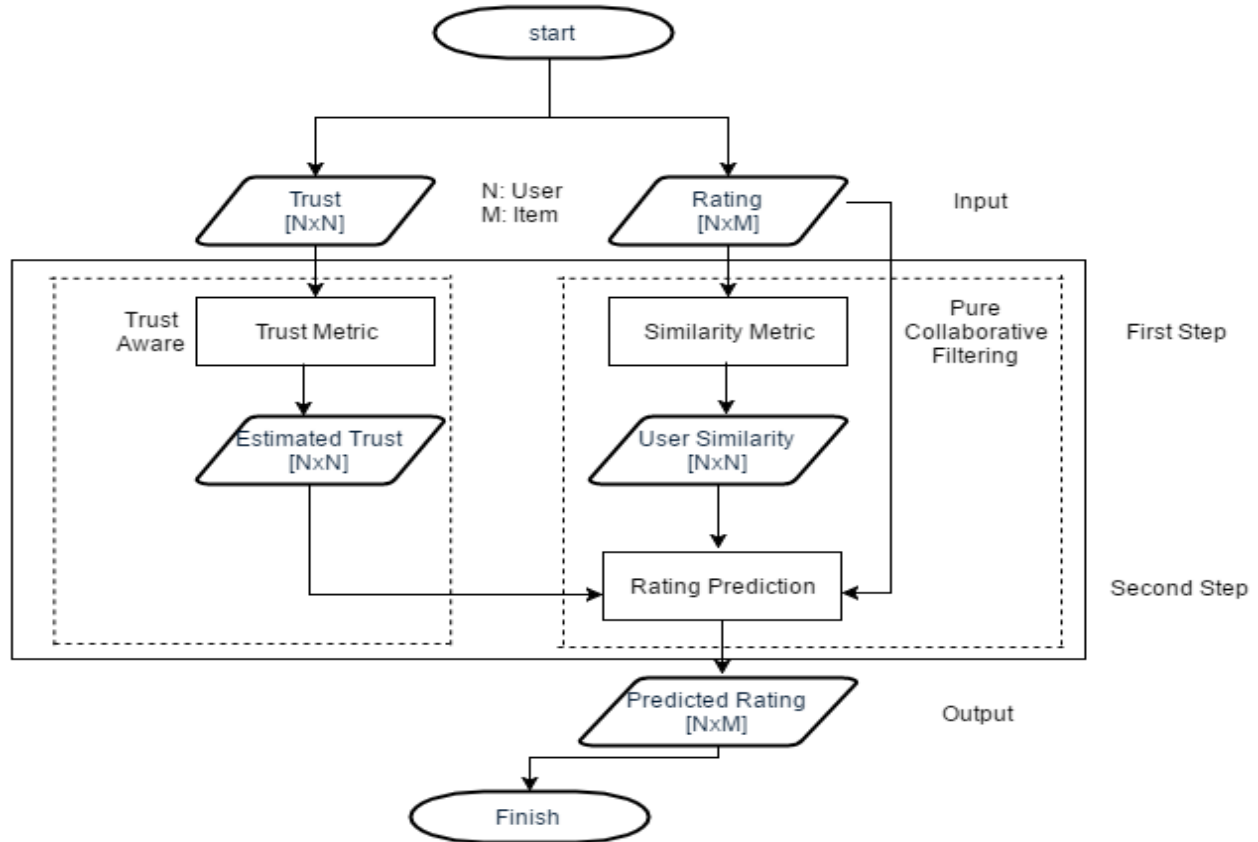 start
Trust
[NxN]
N: User
M: Item
Rating
[NxM]
Input
Trust
Aware
Trust Metric
Similarity Metric
Pure
Collaborative
Filtering
First Step
Estimated Trust
[NxN]
User Similarity
[NxN]
Rating Prediction
Second Step
Predicted Rating
[NxM]
Output
Finish